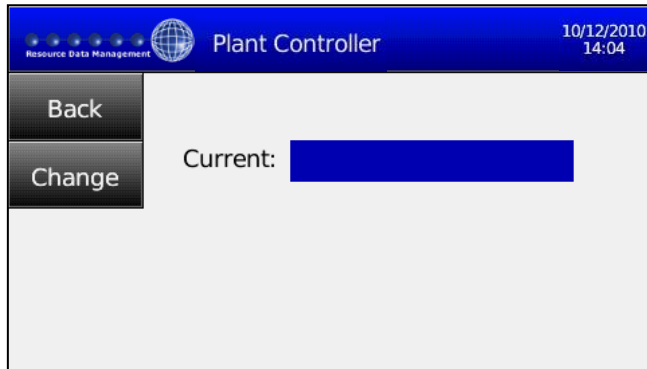 Resource Data Management
Plant Controller
10/12/2010
14:04
Back
Change
Current: